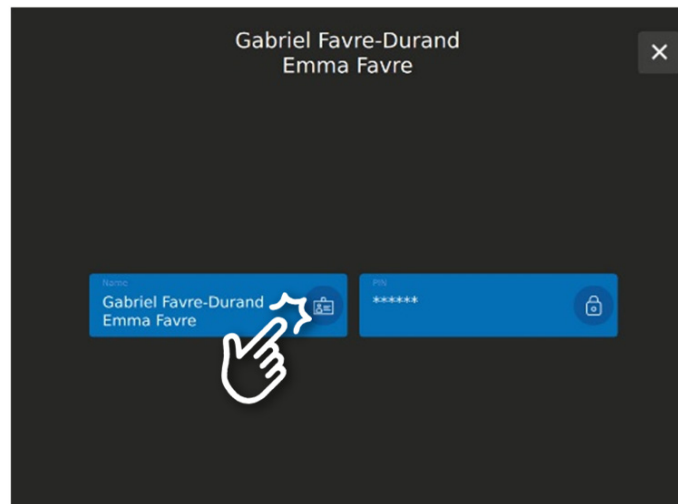 Gabriel Favre-Durand
Emma Favre
Name
Gabriel Favre-Durand
Emma Favre
PIN
******